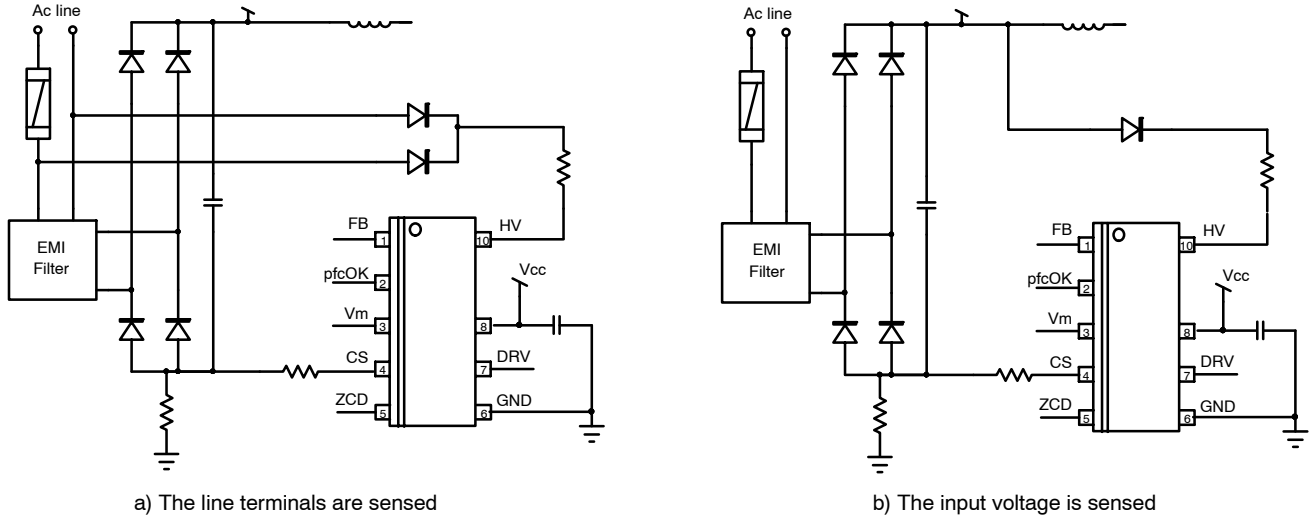 Ac line
EMI
Filter
FB
pfcOK
Vm
CS
ZCD
1
2
3
4
5
10
8
7
6
HV
Vcc
DRV
GND
a) The line terminals are sensed
Ac line
EMI
Filter
FB
pfcOK
Vm
CS
ZCD
1
2
3
4
5
10
8
7
6
HV
Vcc
DRV
GND
b) The input voltage is sensed